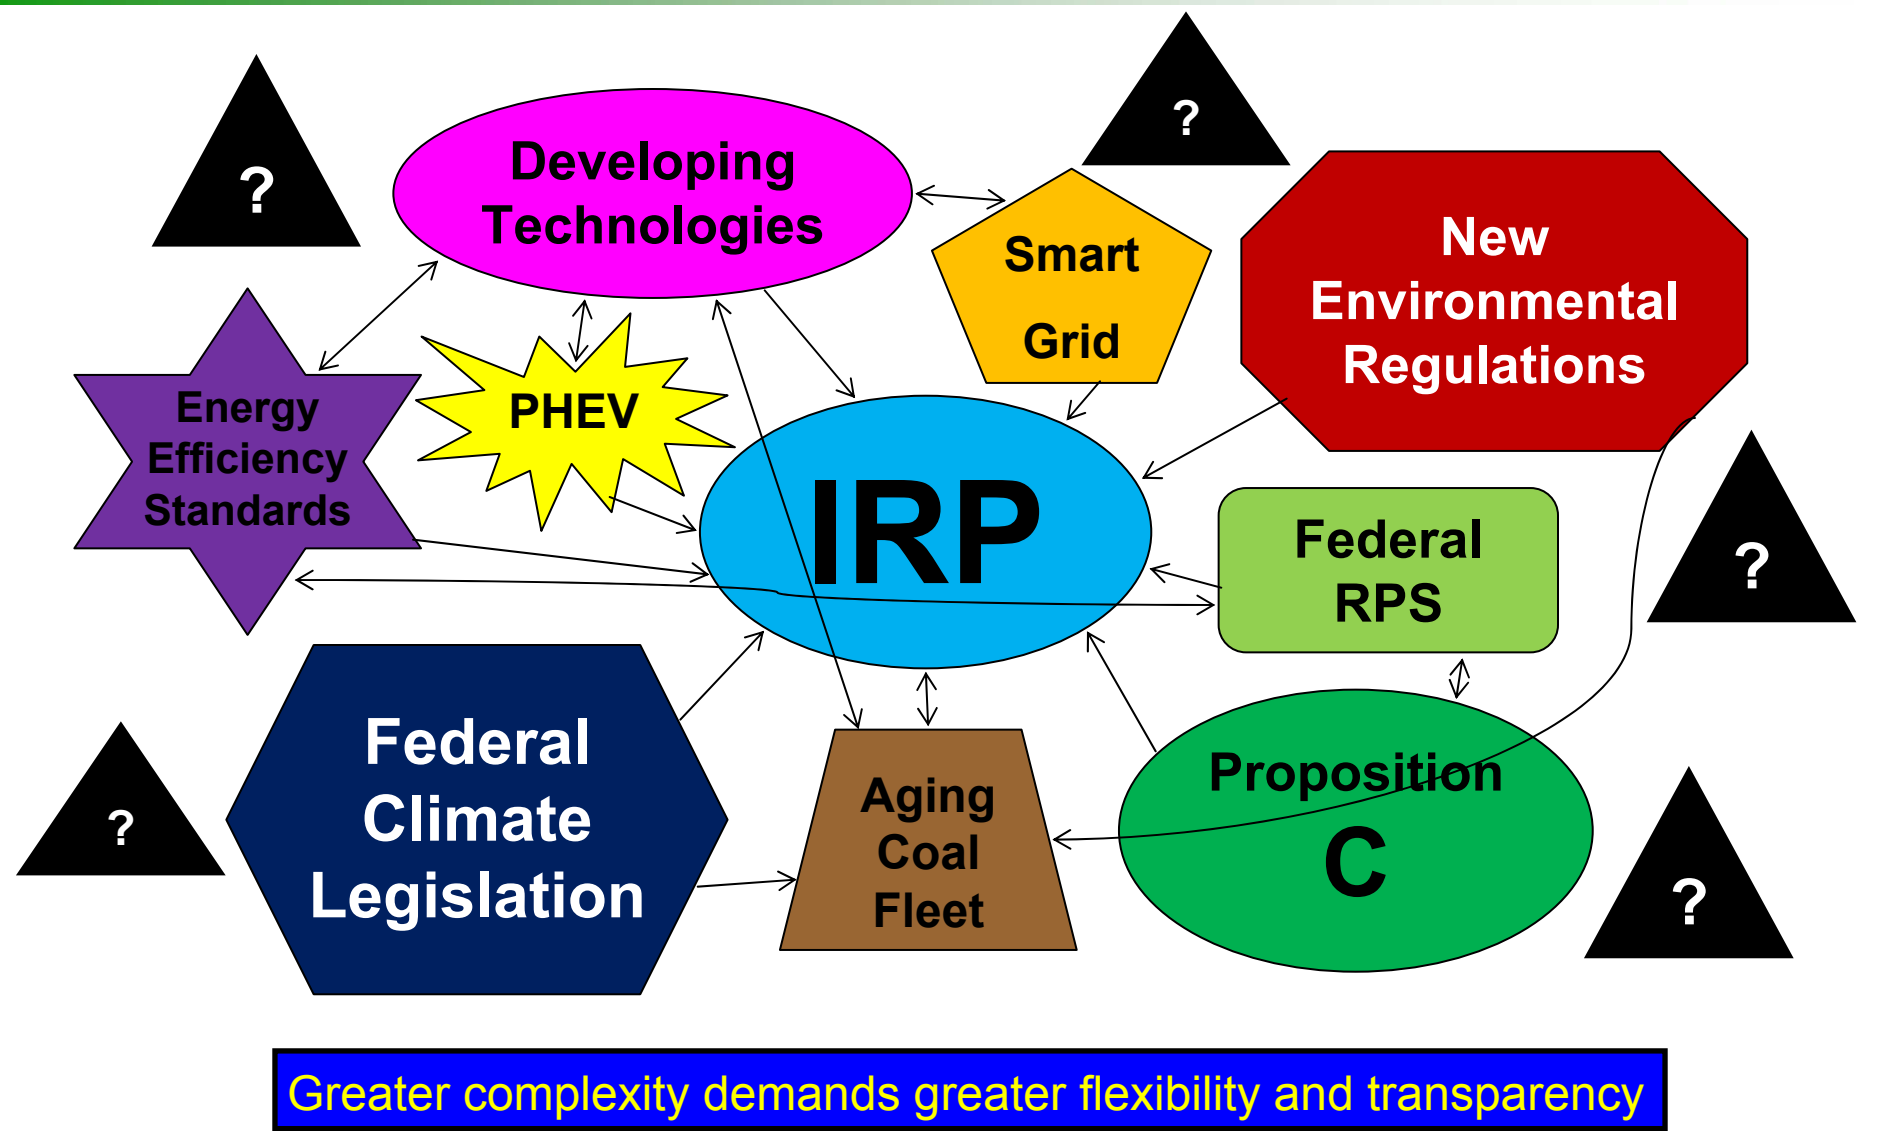 ?
?
Developing
Technologies
Smart
Grid
New
Environmental
Regulations
Energy
Efficiency
Standards
PHEV
IRP
Federal
RPS
?
Federal
Climate
Legislation
Aging
Coal
Fleet
Proposition
C
?
?
Greater complexity demands greater flexibility and transparency